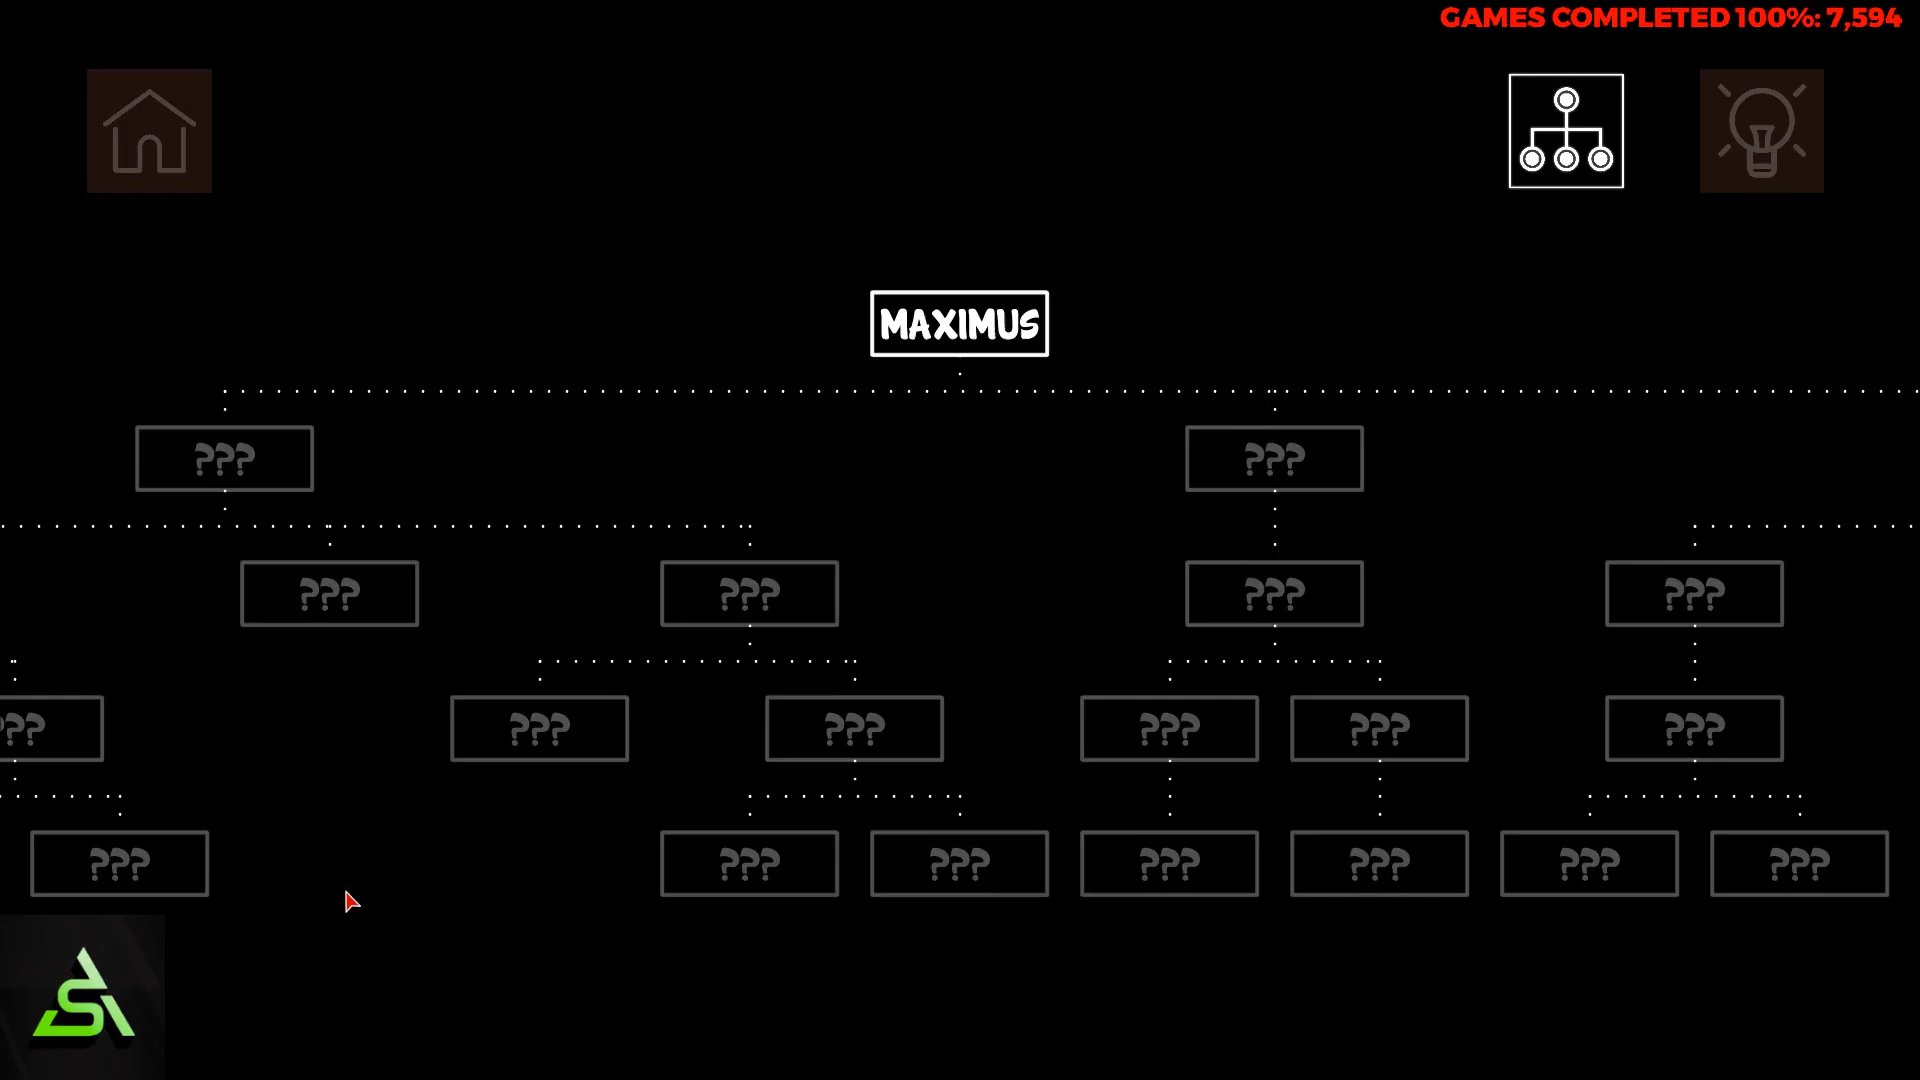 GAMES COMPLETED 100%: 7,594
MAXIMUS
??? ???
??? ??? ??? ???
??? ??? ??? ??? ??? ???
??? ??? ??? ??? ??? ??? ???